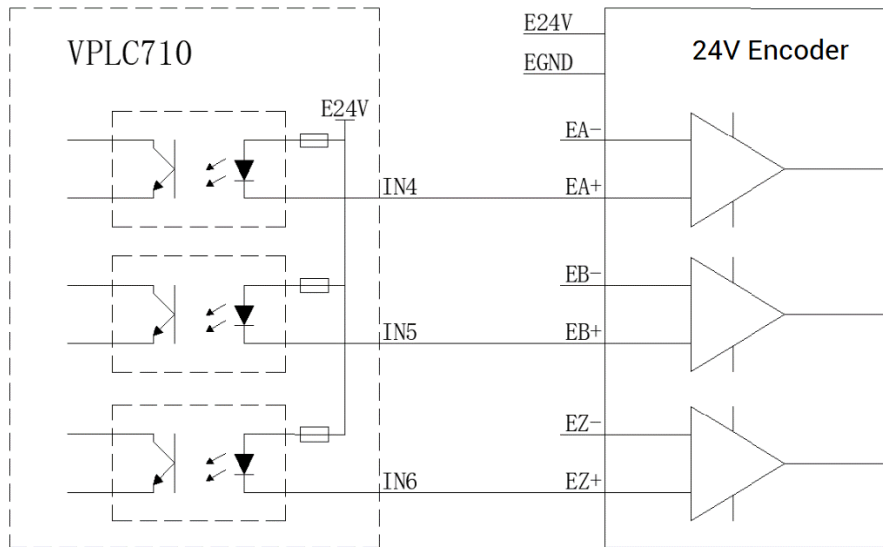 VPLC710
E24V
EGND
24V Encoder
E24V
EA-
IN4
EA+
EB-
IN5
EB+
EZ-
IN6
EZ+